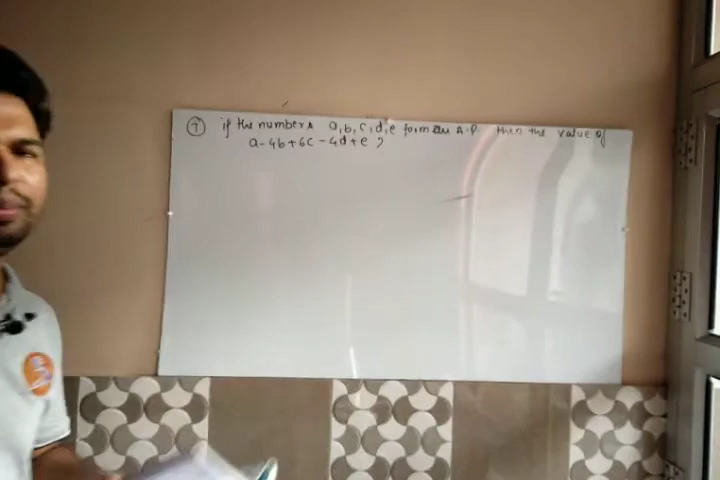 7 if the numbers a, b, c, d, e form an A.P. then the value of
a - 4b + 6c - 4d + e ?